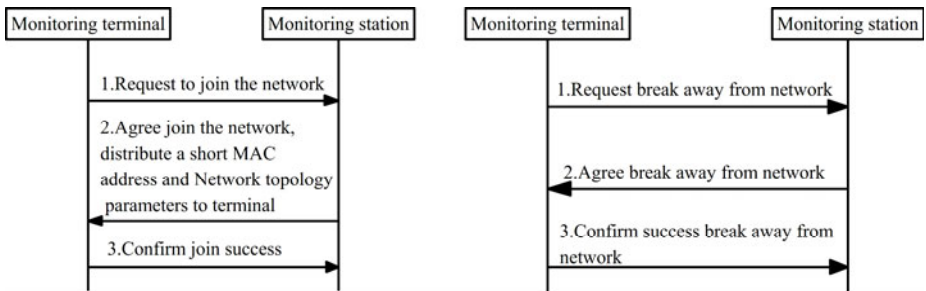 Monitoring terminal
Monitoring station
1.Request to join the network
2.Agree join the network,
distribute a short MAC
address and Network topology
parameters to terminal
3.Confirm join success
Monitoring terminal
Monitoring station
1.Request break away from network
2.Agree break away from network
3.Confirm success break away from
network